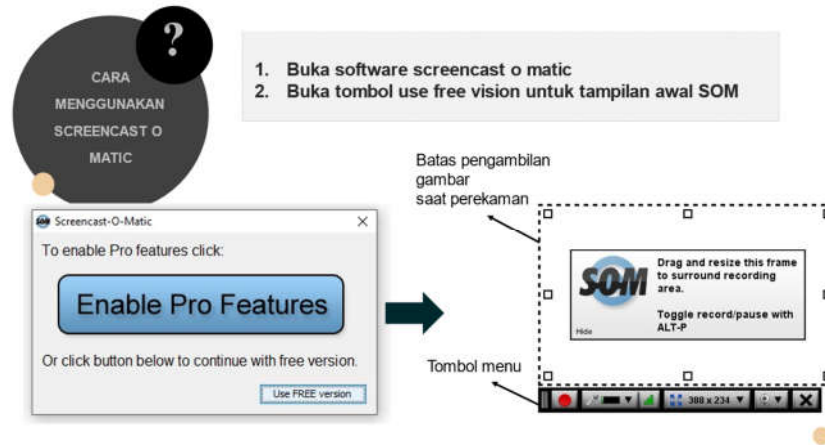 ?
CARA
MENGGUNAKAN
SCREENCAST O
MATIC
1. Buka software screencast o matic
2. Buka tombol use free vision untuk tampilan awal SOM
Screencast-O-Matic
To enable Pro features click:
Enable Pro Features
Or click button below to continue with free version.
Use FREE version
Batas pengambilan
gambar
saat perekaman
SOM
Drag and resize this frame
to surround recording
area.
Toggle record/pause with
ALT-P
Hide
Tombol menu
388 x 234